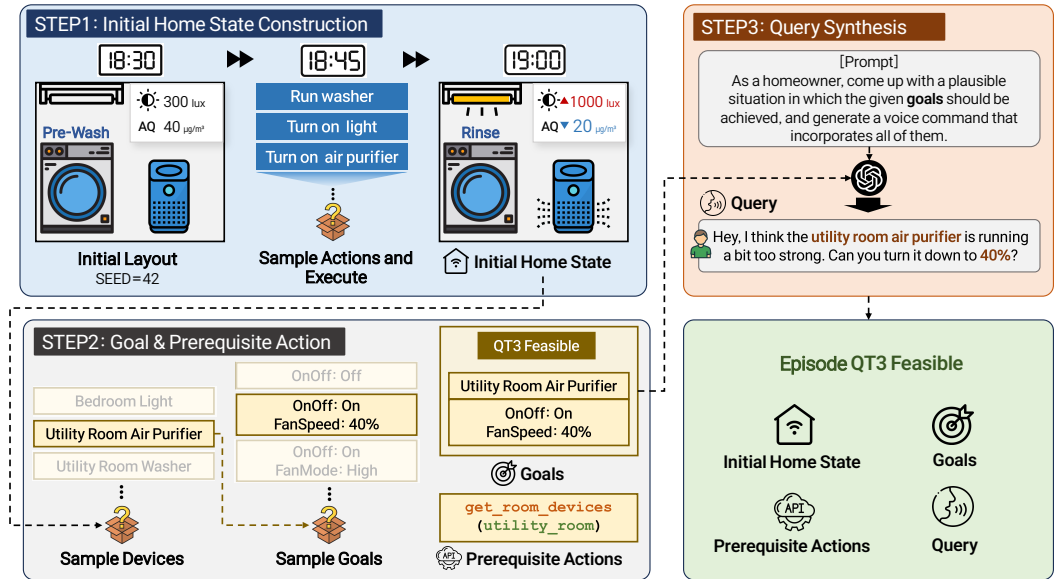 STEP1: Initial Home State Construction
18:30
18:45
19:00
300 lux
AQ 40 μg/m³
Pre-Wash
Run washer
Turn on light
Turn on air purifier
1000 lux
AQ 20 μg/m³
Rinse
Initial Layout
SEED=42
Sample Actions and
Execute
Initial Home State
STEP2: Goal & Prerequisite Action
Bedroom Light
Utility Room Air Purifier
Utility Room Washer
Sample Devices
OnOff: Off
OnOff: On
FanSpeed: 40%
OnOff: On
FanMode: High
Sample Goals
QT3 Feasible
Utility Room Air Purifier
OnOff: On
FanSpeed: 40%
Goals
get_room_devices
(utility_room)
API
Prerequisite Actions
STEP3: Query Synthesis
[Prompt]
As a homeowner, come up with a plausible
situation in which the given goals should be
achieved, and generate a voice command that
incorporates all of them.
Query
Hey, I think the utility room air purifier is running
a bit too strong. Can you turn it down to 40%?
Episode QT3 Feasible
Initial Home State
Goals
API
Prerequisite Actions
Query